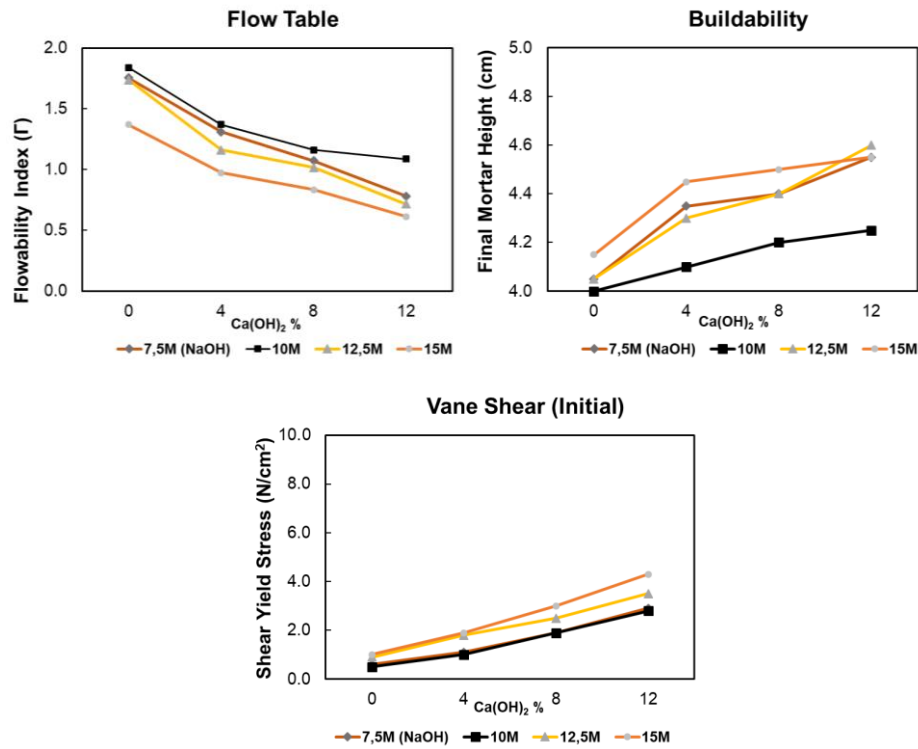 Flow Table
Flowability Index (Γ)
2.0
1.5
1.0
0.5
0.0
0 4 8 12
Ca(OH)₂ %
7,5M (NaOH) 10M 12,5M 15M
Buildability
Final Mortar Height (cm)
5.0
4.8
4.6
4.4
4.2
4.0
0 4 8 12
Ca(OH)₂ %
7,5M (NaOH) 10M 12,5M 15M
Vane Shear (Initial)
Shear Yield Stress (N/cm²)
10.0
8.0
6.0
4.0
2.0
0.0
0 4 8 12
Ca(OH)₂ %
7,5M (NaOH) 10M 12,5M 15M